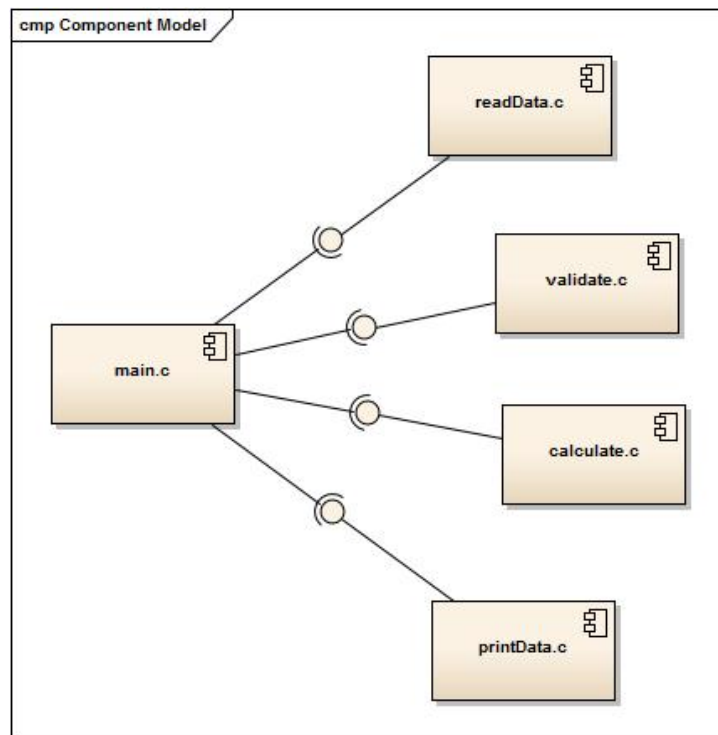 cmp Component Model
readData.c
validate.c
main.c
calculate.c
printData.c